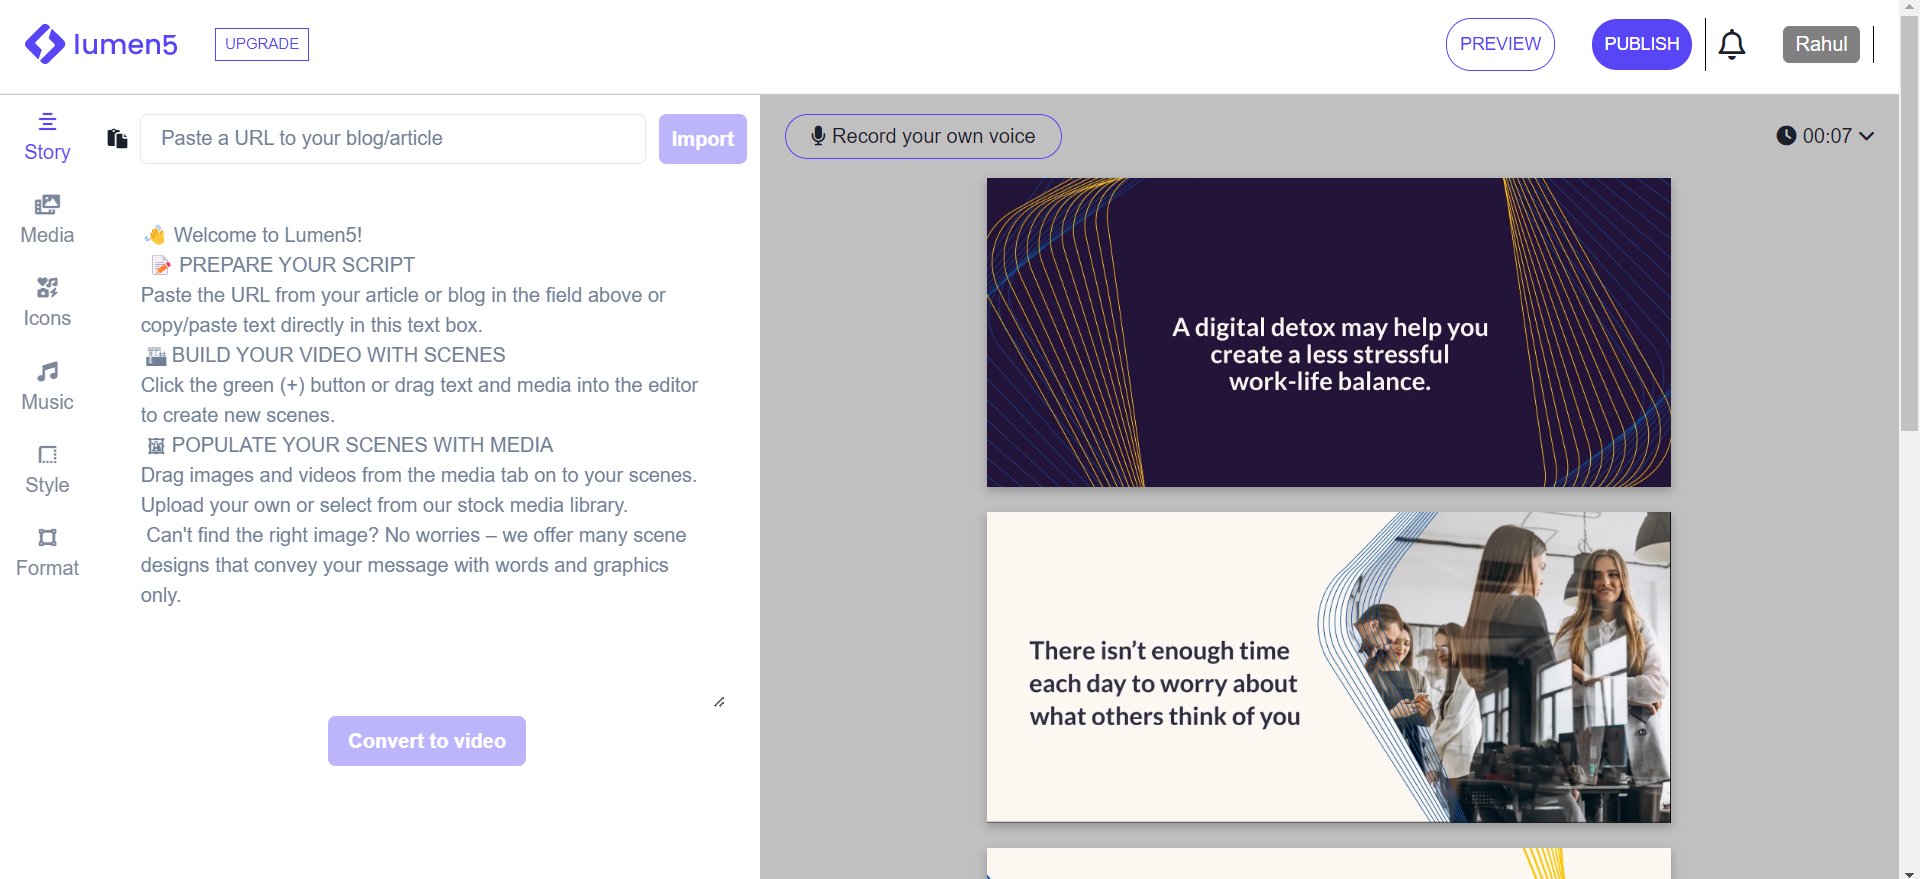 lumen5
UPGRADE
PREVIEW
PUBLISH
Rahul
Story
Media
Icons
Music
Style
Format
Paste a URL to your blog/article
Import
👋 Welcome to Lumen5!
📝 PREPARE YOUR SCRIPT
Paste the URL from your article or blog in the field above or
copy/paste text directly in this text box.
BUILD YOUR VIDEO WITH SCENES
Click the green (+) button or drag text and media into the editor
to create new scenes.
🖼 POPULATE YOUR SCENES WITH MEDIA
Drag images and videos from the media tab on to your scenes.
Upload your own or select from our stock media library.
Can't find the right image? No worries – we offer many scene
designs that convey your message with words and graphics
only.
Convert to video
Record your own voice
00:07
A digital detox may help you
create a less stressful
work-life balance.
There isn’t enough time
each day to worry about
what others think of you